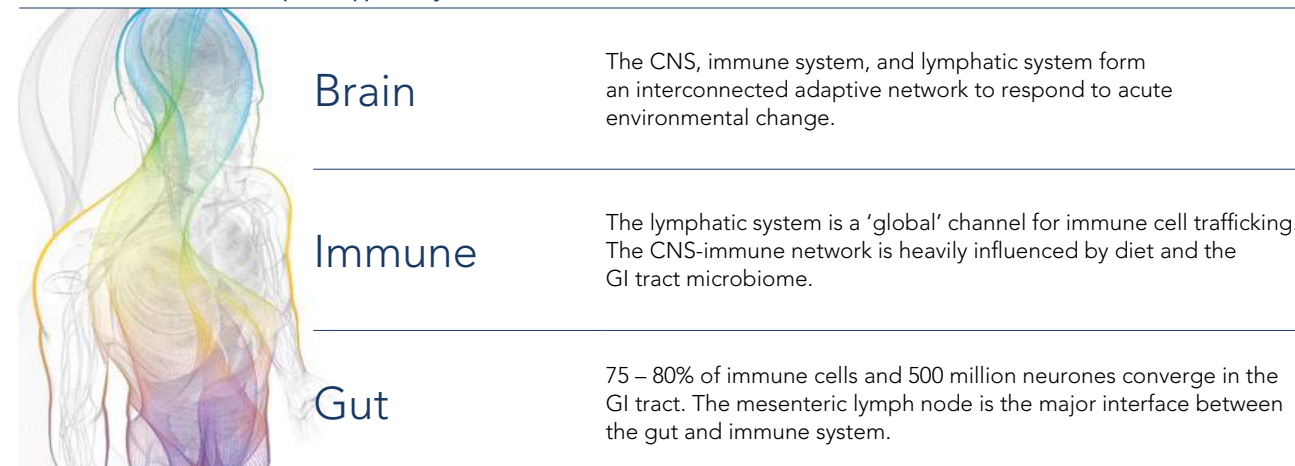 Brain
The CNS, immune system, and lymphatic system form
an interconnected adaptive network to respond to acute
environmental change.
Immune
The lymphatic system is a ‘global’ channel for immune cell trafficking.
The CNS-immune network is heavily influenced by diet and the
GI tract microbiome.
Gut
75 – 80% of immune cells and 500 million neurones converge in the
GI tract. The mesenteric lymph node is the major interface between
the gut and immune system.